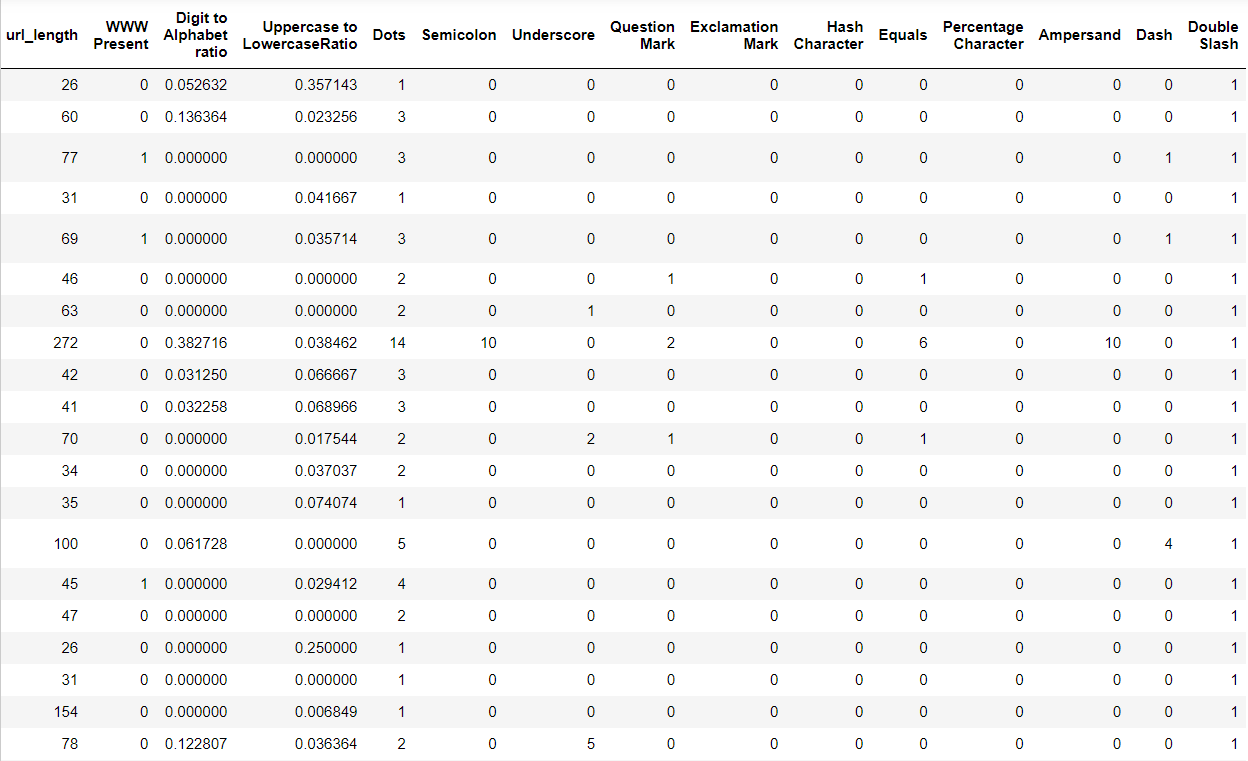 url_length WWW Present Digit to Alphabet ratio Uppercase to LowercaseRatio Dots Semicolon Underscore Question Mark Exclamation Mark Hash Character Equals Percentage Character Ampersand Dash Double Slash
26 0 0.052632 0.357143 1 0 0 0 0 0 0 0 0 0 1
60 0 0.136364 0.023256 3 0 0 0 0 0 0 0 0 0 1
77 1 0.000000 0.000000 3 0 0 0 0 0 0 0 0 1 1
31 0 0.000000 0.041667 1 0 0 0 0 0 0 0 0 0 1
69 1 0.000000 0.035714 3 0 0 0 0 0 0 0 0 1 1
46 0 0.000000 0.000000 2 0 0 1 0 0 1 0 0 0 1
63 0 0.000000 0.000000 2 0 1 0 0 0 0 0 0 0 1
272 0 0.382716 0.038462 14 10 0 2 0 0 6 0 10 0 1
42 0 0.031250 0.066667 3 0 0 0 0 0 0 0 0 0 1
41 0 0.032258 0.068966 3 0 0 0 0 0 0 0 0 0 1
70 0 0.000000 0.017544 2 0 2 1 0 0 1 0 0 0 1
34 0 0.000000 0.037037 2 0 0 0 0 0 0 0 0 0 1
35 0 0.000000 0.074074 1 0 0 0 0 0 0 0 0 0 1
100 0 0.061728 0.000000 5 0 0 0 0 0 0 0 0 4 1
45 1 0.000000 0.029412 4 0 0 0 0 0 0 0 0 0 1
47 0 0.000000 0.000000 2 0 0 0 0 0 0 0 0 0 1
26 0 0.000000 0.250000 1 0 0 0 0 0 0 0 0 0 1
31 0 0.000000 0.000000 1 0 0 0 0 0 0 0 0 0 1
154 0 0.000000 0.006849 1 0 0 0 0 0 0 0 0 0 1
78 0 0.122807 0.036364 2 0 5 0 0 0 0 0 0 0 1